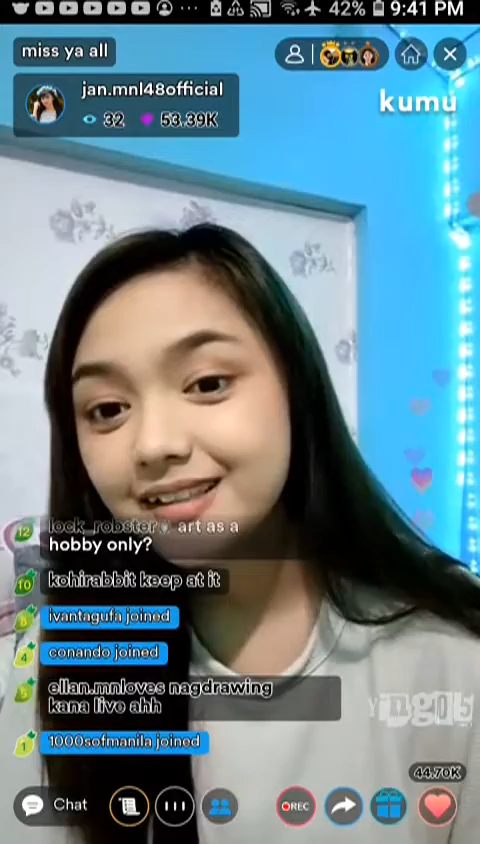 42% 9:41 PM
miss ya all
jan.mnl48official
32 53.39K
kumu
12 lock_robster art as a
hobby only?
10 kohirabbit keep at it
8 ivantagufa joined
4 conando joined
5 ellan.mnloves nagdrawing
kana live ahh
1 1000sofmanila joined
44.70K
Chat
REC